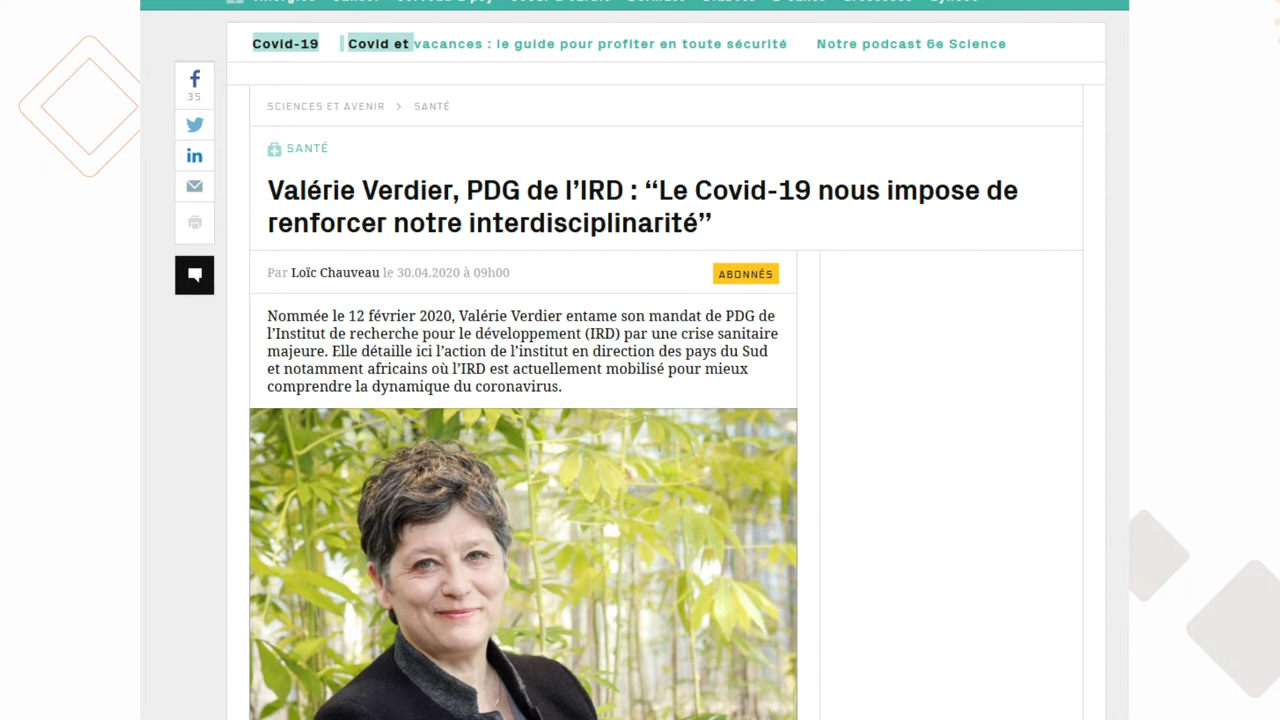 Covid-19 Covid et vacances : le guide pour profiter en toute sécurité Notre podcast 6e Science
35
SCIENCES ET AVENIR > SANTÉ
SANTÉ
Valérie Verdier, PDG de l’IRD : “Le Covid-19 nous impose de
renforcer notre interdisciplinarité”
Par Loïc Chauveau le 30.04.2020 à 09h00
ABONNÉS
Nommée le 12 février 2020, Valérie Verdier entame son mandat de PDG de
l’Institut de recherche pour le développement (IRD) par une crise sanitaire
majeure. Elle détaille ici l’action de l’institut en direction des pays du Sud
et notamment africains où l’IRD est actuellement mobilisé pour mieux
comprendre la dynamique du coronavirus.